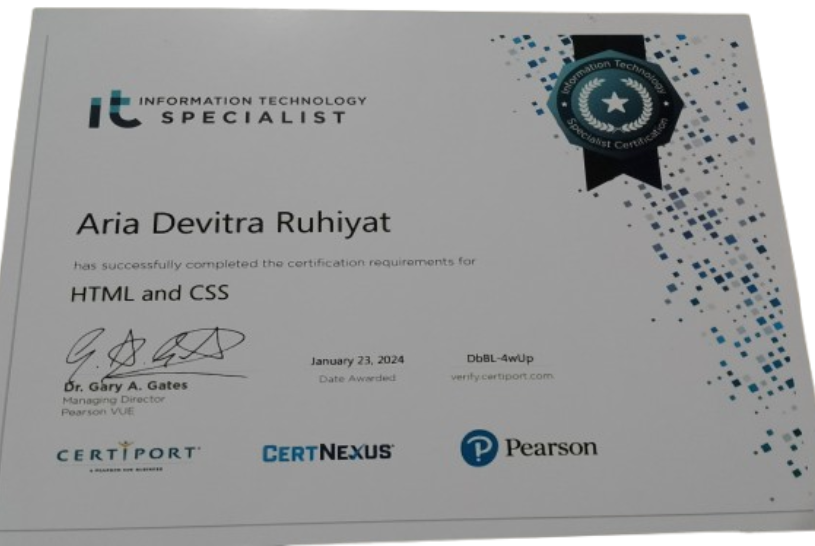 it INFORMATION TECHNOLOGY
SPECIALIST
Information Technology
Specialist Certification
Aria Devitra Ruhiyat
has successfully completed the certification requirements for
HTML and CSS
Dr. Gary A. Gates
Managing Director
Pearson VUE
January 23, 2024
Date Awarded
DbBL-4wUp
verify.certiport.com
CERTIPORT
A PEARSON VUE BUSINESS
CERTNEXUS
P Pearson